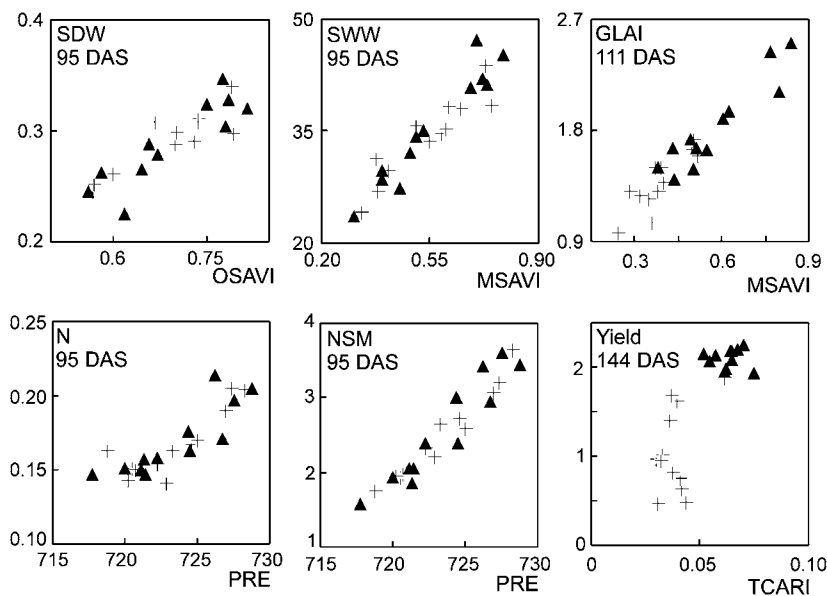 SDW
95 DAS
0.4
0.3
0.2
0.6
0.75
OSAVI
SWW
95 DAS
50
35
20
0.20
0.55
0.90
MSAVI
GLAI
111 DAS
2.7
1.8
0.9
0.3
0.6
0.9
MSAVI
N
95 DAS
0.25
0.20
0.15
0.10
715
720
725
730
PRE
NSM
95 DAS
4
3
2
1
715
720
725
730
PRE
Yield
144 DAS
2
1
0
0
0.05
0.10
TCARI